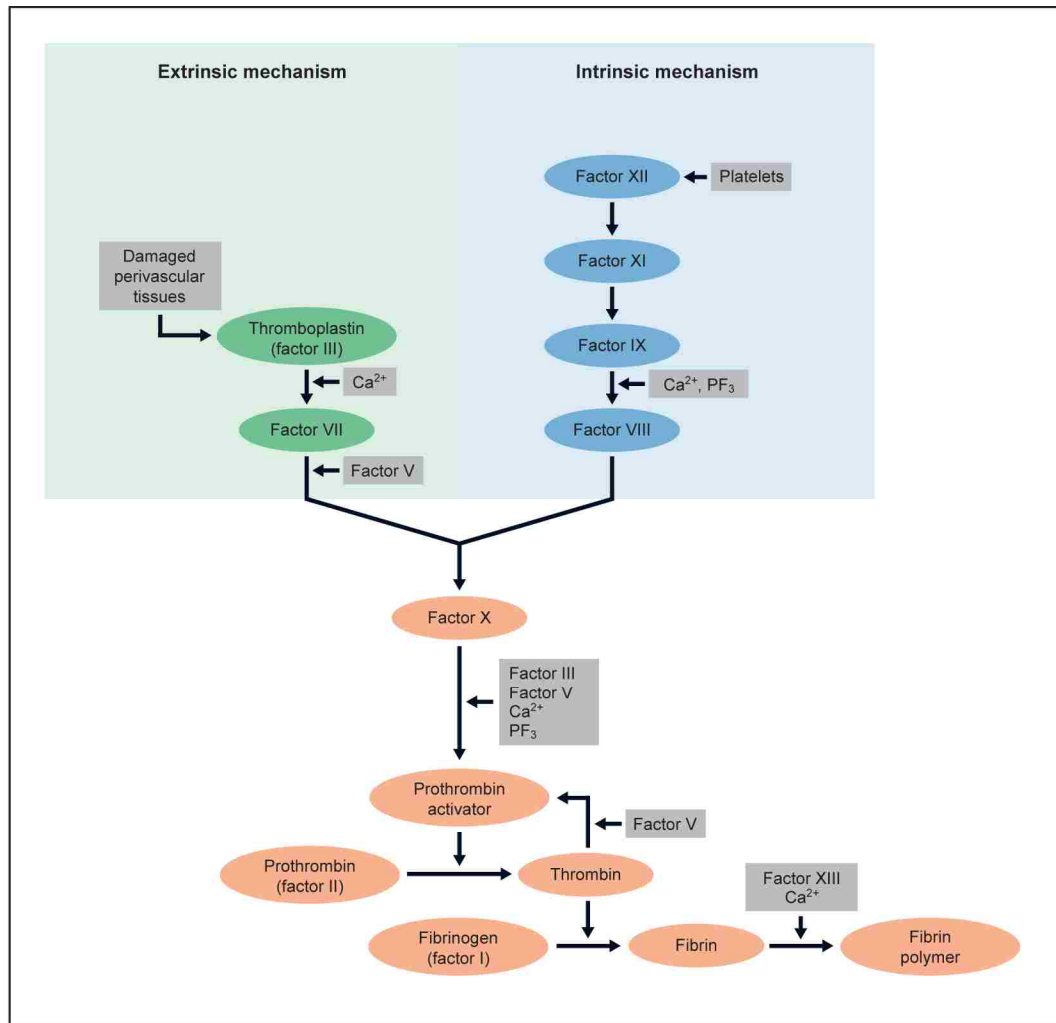 Extrinsic mechanism
Intrinsic mechanism
Factor XII
Platelets
Factor XI
Damaged
perivascular
tissues
Thromboplastin
(factor III)
Factor IX
Ca²⁺
Ca²⁺, PF₃
Factor VII
Factor VIII
Factor V
Factor X
Factor III
Factor V
Ca²⁺
PF₃
Prothrombin
activator
Factor V
Prothrombin
(factor II)
Thrombin
Factor XIII
Ca²⁺
Fibrinogen
(factor I)
Fibrin
Fibrin
polymer